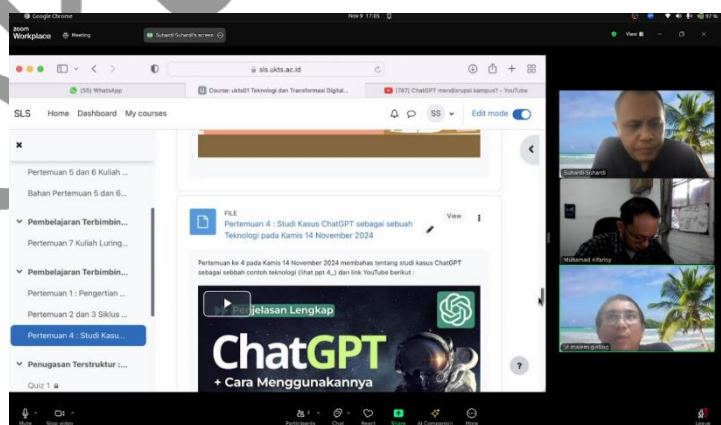 Google Chrome
Nov 9 17:05
97%
zoom
Workplace
Meeting
Suhardi Suhardi's screen
View
sls.ukts.ac.id
(55) WhatsApp
Course: ukts01 Teknologi dan Transformasi Digital...
(747) ChatGPT mendisrupsi kampus? - YouTube
SLS
Home
Dashboard
My courses
SS
Edit mode
Pertemuan 5 dan 6 Kuliah ...
Bahan Pertemuan 5 dan 6...
Pembelajaran Terbimbin...
Pertemuan 7 Kuliah Luring...
Pembelajaran Terbimbin...
Pertemuan 1 : Pengertian ...
Pertemuan 2 dan 3 Siklus ...
Pertemuan 4 : Studi Kasu...
Penugasan Terstruktur :...
Quiz 1
FILE
Pertemuan 4 : Studi Kasus ChatGPT sebagai sebuah
Teknologi pada Kamis 14 November 2024
View
Pertemuan ke 4 pada Kamis 14 November 2024 membahas tentang studi kasus ChatGPT
sebagai sebbah contoh teknologi (lihat ppt 4_) dan link YouTube berikut :
Penjelasan Lengkap
ChatGPT
+ Cara Menggunakannya
?
Suhardi Suhardi
Muhamad Alfarisy
Mute
Stop video
Participants
3
Chat
React
Share
AI Companion
More
Leave